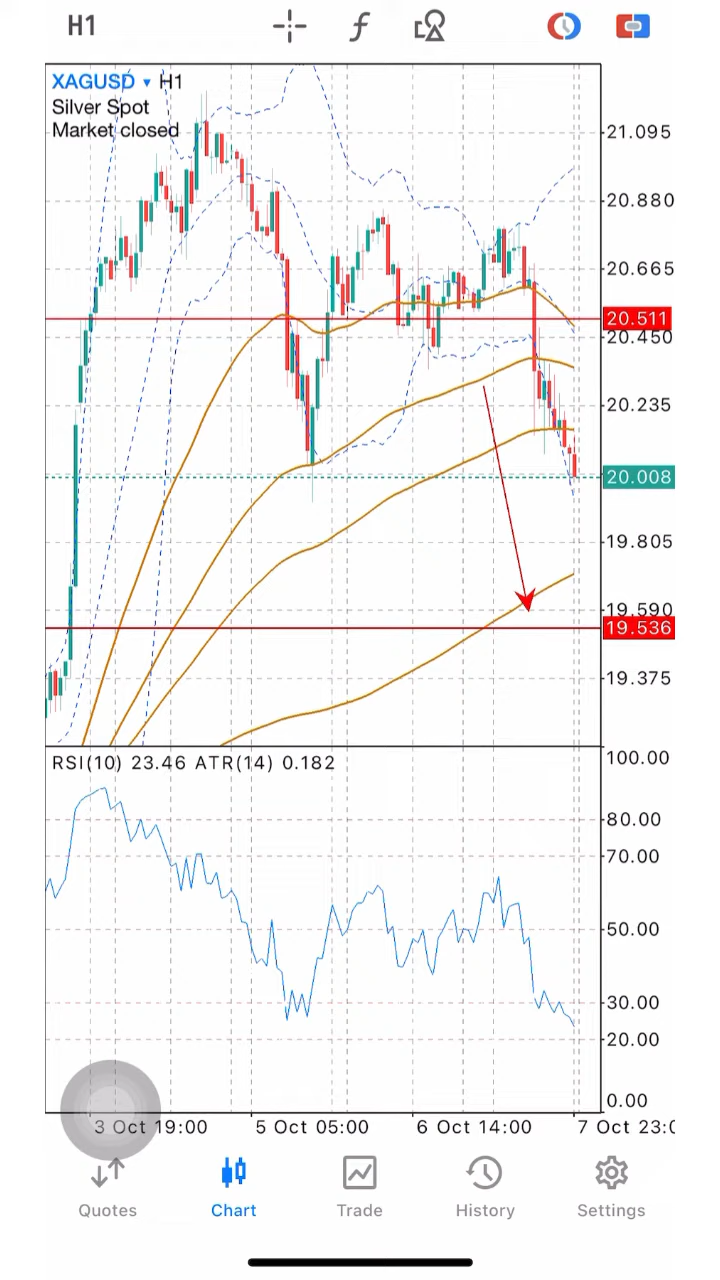 H1
XAGUSD ▾ H1
Silver Spot
Market closed
21.095
20.880
20.665
20.511
20.450
20.235
20.008
19.805
19.590
19.536
19.375
RSI(10) 23.46 ATR(14) 0.182
100.00
80.00
70.00
50.00
30.00
20.00
0.00
3 Oct 19:00 5 Oct 05:00 6 Oct 14:00 7 Oct 23:0
Quotes Chart Trade History Settings